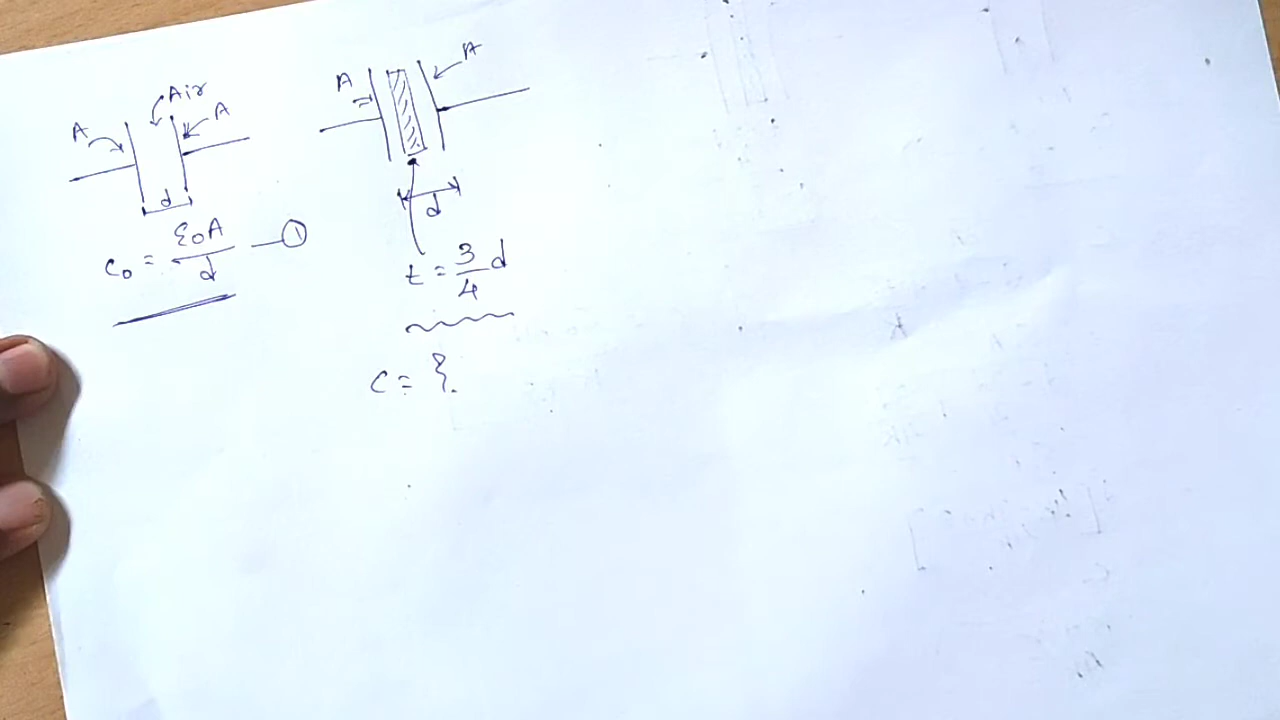 Air
A
A
d
C₀ = ε₀A/d —①
A
A
d
t = 3/4 d
C = ?